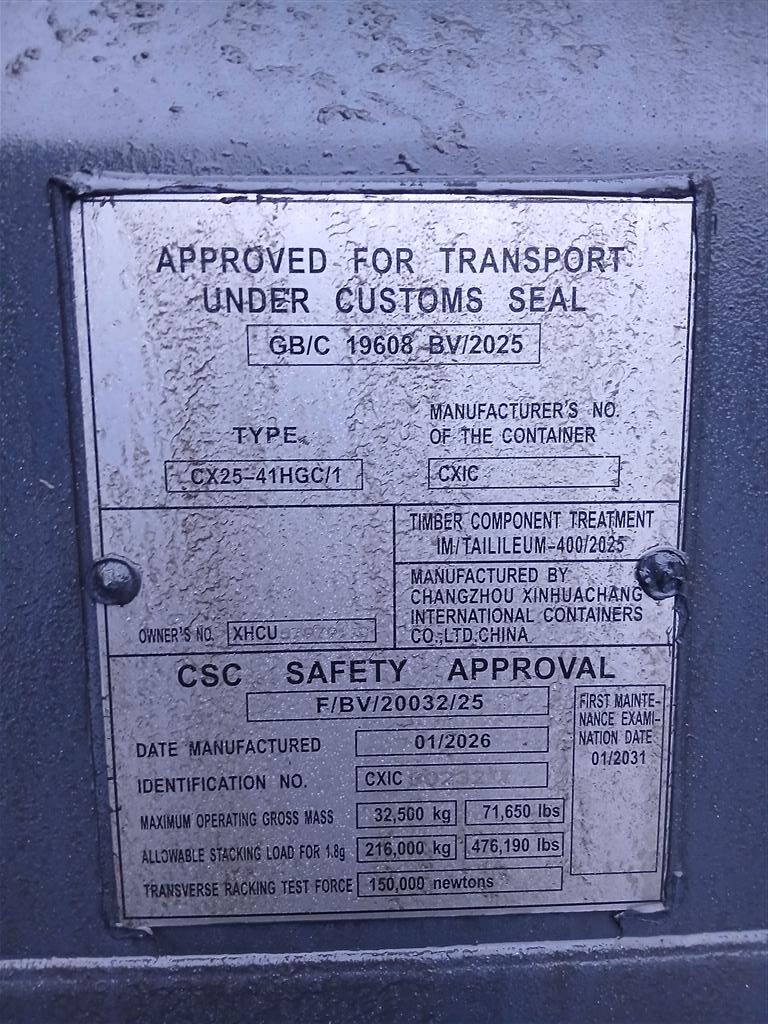 APPROVED FOR TRANSPORT
UNDER CUSTOMS SEAL
GB/C 19608 BV/2025
TYPE
CX25-41HGC/1
MANUFACTURER'S NO.
OF THE CONTAINER
CXIC
TIMBER COMPONENT TREATMENT
IM/TAILILEUM-400/2025
MANUFACTURED BY
CHANGZHOU XINHUACHANG
INTERNATIONAL CONTAINERS
CO.,LTD,CHINA
OWNER'S NO. XHCU
CSC SAFETY APPROVAL
F/BV/20032/25
DATE MANUFACTURED 01/2026
IDENTIFICATION NO. CXIC
MAXIMUM OPERATING GROSS MASS 32,500 kg 71,650 lbs
ALLOWABLE STACKING LOAD FOR 1.8g 216,000 kg 476,190 lbs
TRANSVERSE RACKING TEST FORCE 150,000 newtons
FIRST MAINTE-
NANCE EXAMI-
NATION DATE
01/2031